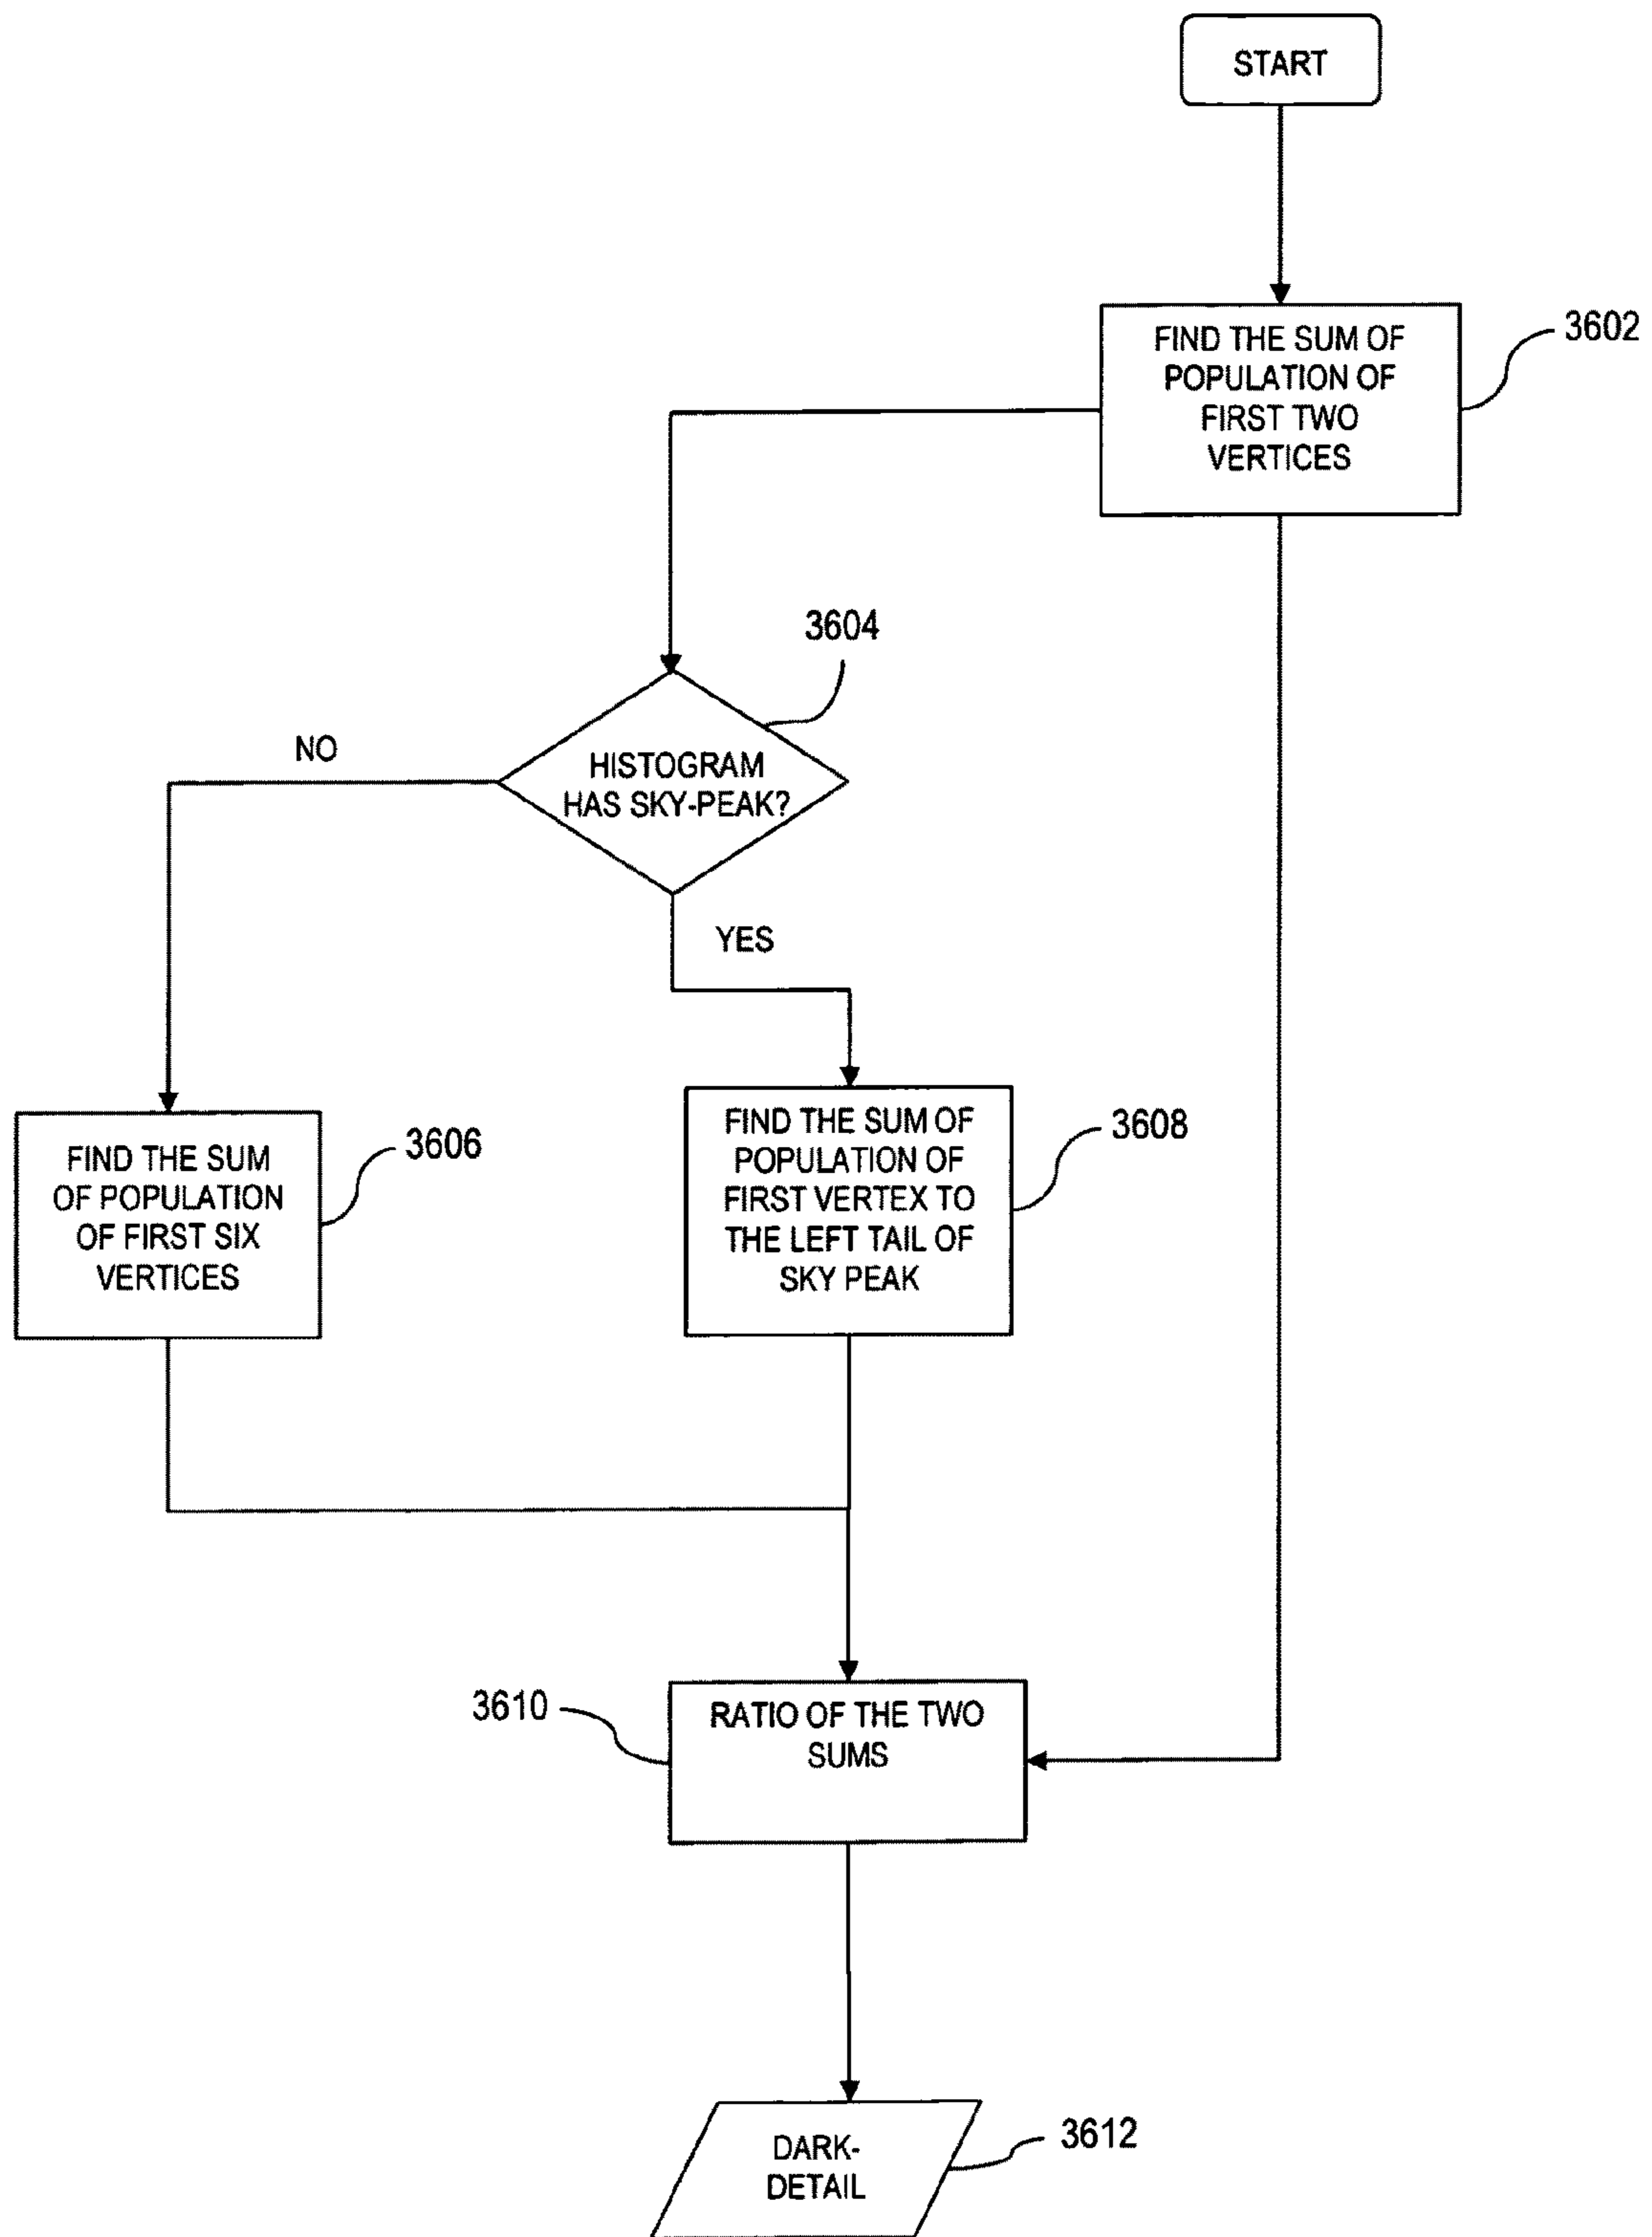 START
FIND THE SUM OF
POPULATION OF
FIRST TWO
VERTICES
3602
3604
HISTOGRAM
HAS SKY-PEAK?
NO
YES
FIND THE SUM
OF POPULATION
OF FIRST SIX
VERTICES
3606
FIND THE SUM OF
POPULATION OF
FIRST VERTEX TO
THE LEFT TAIL OF
SKY PEAK
3608
3610
RATIO OF THE TWO
SUMS
DARK-
DETAIL
3612